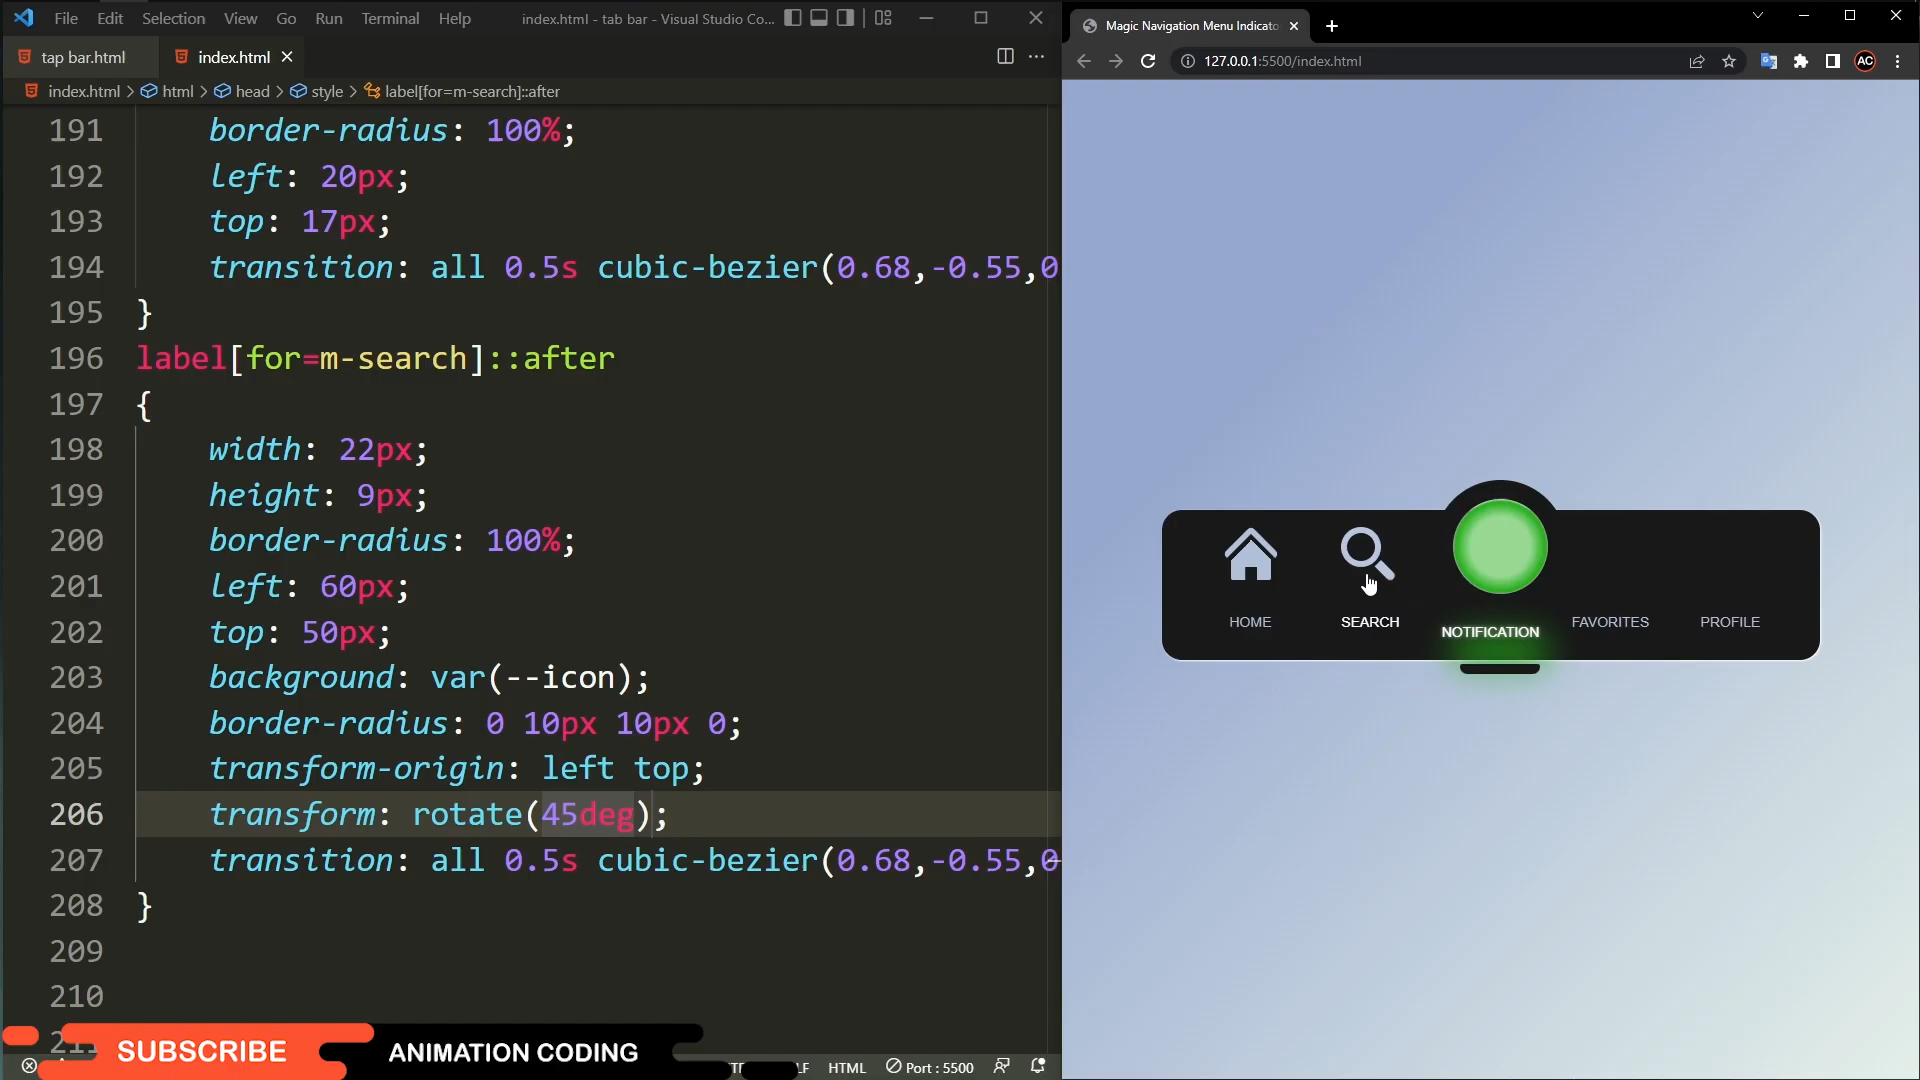 File Edit Selection View Go Run Terminal Help
index.html - tab bar - Visual Studio Co...
tap bar.html
index.html
index.html > html > head > style > label[for=m-search]::after
191 border-radius: 100%;
192 left: 20px;
193 top: 17px;
194 transition: all 0.5s cubic-bezier(0.68,-0.55,0
195 }
196 label[for=m-search]::after
197 {
198 width: 22px;
199 height: 9px;
200 border-radius: 100%;
201 left: 60px;
202 top: 50px;
203 background: var(--icon);
204 border-radius: 0 10px 10px 0;
205 transform-origin: left top;
206 transform: rotate(45deg);
207 transition: all 0.5s cubic-bezier(0.68,-0.55,0
208 }
209
210
SUBSCRIBE
ANIMATION CODING
LF HTML Port : 5500
Magic Navigation Menu Indicato
127.0.0.1:5500/index.html
AC
HOME
SEARCH
NOTIFICATION
FAVORITES
PROFILE